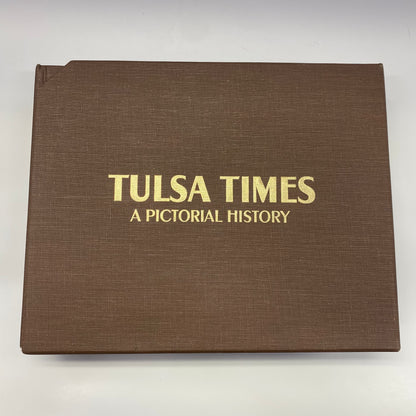 TULSA TIMES
A PICTORIAL HISTORY